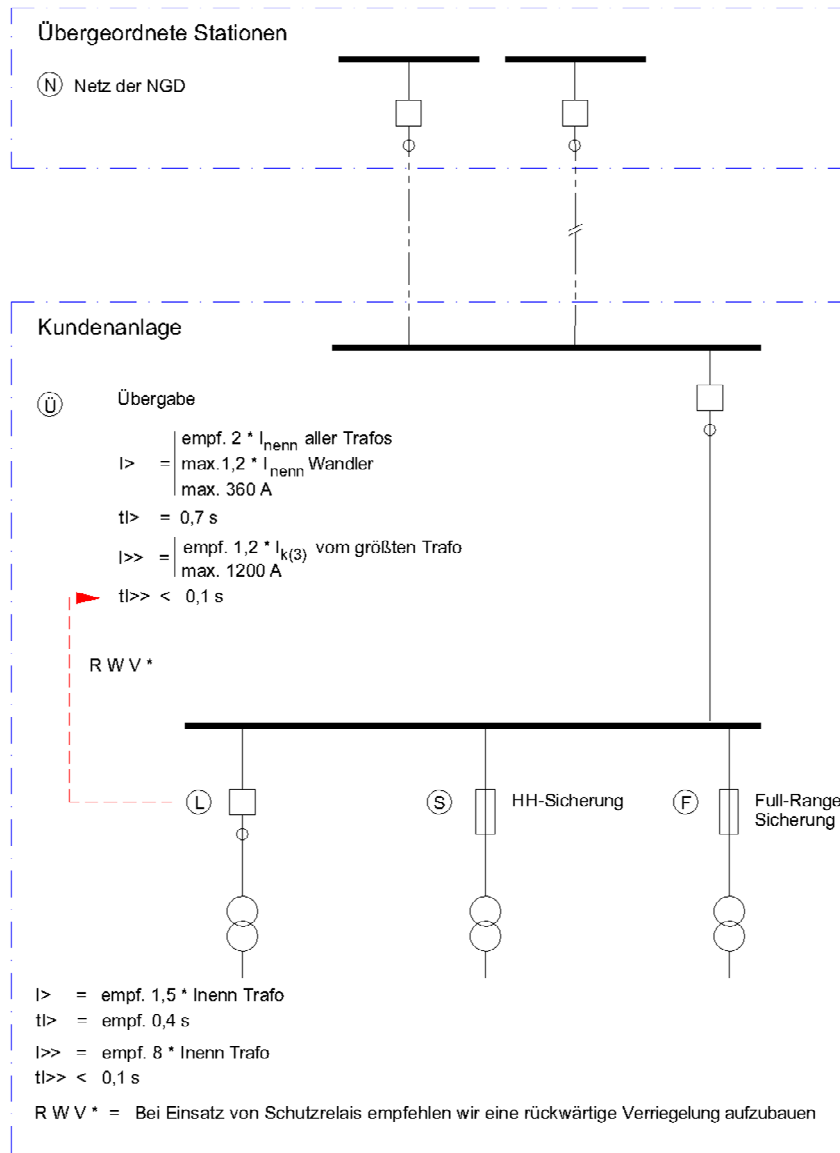 Übergeordnete Stationen
N Netz der NGD
Kundenanlage
Ü Übergabe
I> = empf. 2 * Inenn aller Trafos
max.1,2 * Inenn Wandler
max. 360 A
tI> = 0,7 s
I>> = empf. 1,2 * Ik(3) vom größten Trafo
max. 1200 A
tI>> < 0,1 s
R W V *
L
S HH-Sicherung
F Full-Range
Sicherung
I> = empf. 1,5 * Inenn Trafo
tI> = empf. 0,4 s
I>> = empf. 8 * Inenn Trafo
tI>> < 0,1 s
R W V * = Bei Einsatz von Schutzrelais empfehlen wir eine rückwärtige Verriegelung aufzubauen